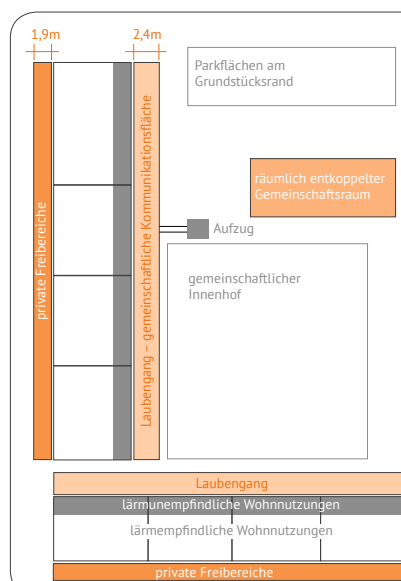 1,9m
2,4m
Parkflächen am
Grundstücksrand
räumlich entkoppelter
Gemeinschaftsraum
Aufzug
private Freibereiche
Laubengang – gemeinschaftliche Kommunikationsfläche
gemeinschaftlicher
Innenhof
Laubengang
lärmunempfindliche Wohnnutzungen
lärmempfindliche Wohnnutzungen
private Freibereiche